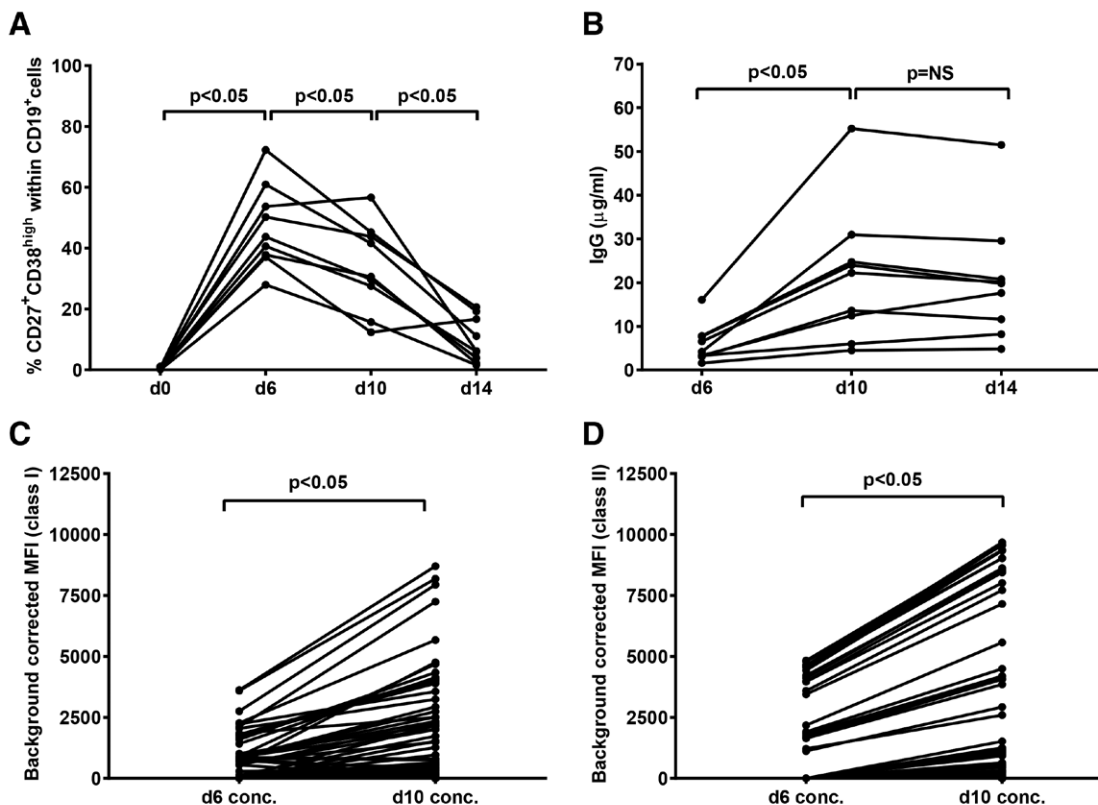 A
% CD27+CD38high within CD19+cells
100
80
60
40
20
0
p<0.05
p<0.05
p<0.05
d0
d6
d10
d14
B
IgG (µg/ml)
70
60
50
40
30
20
10
0
p<0.05
p=NS
d6
d10
d14
C
Background corrected MFI (class I)
12500
10000
7500
5000
2500
0
p<0.05
d6 conc.
d10 conc.
D
Background corrected MFI (class II)
12500
10000
7500
5000
2500
0
p<0.05
d6 conc.
d10 conc.